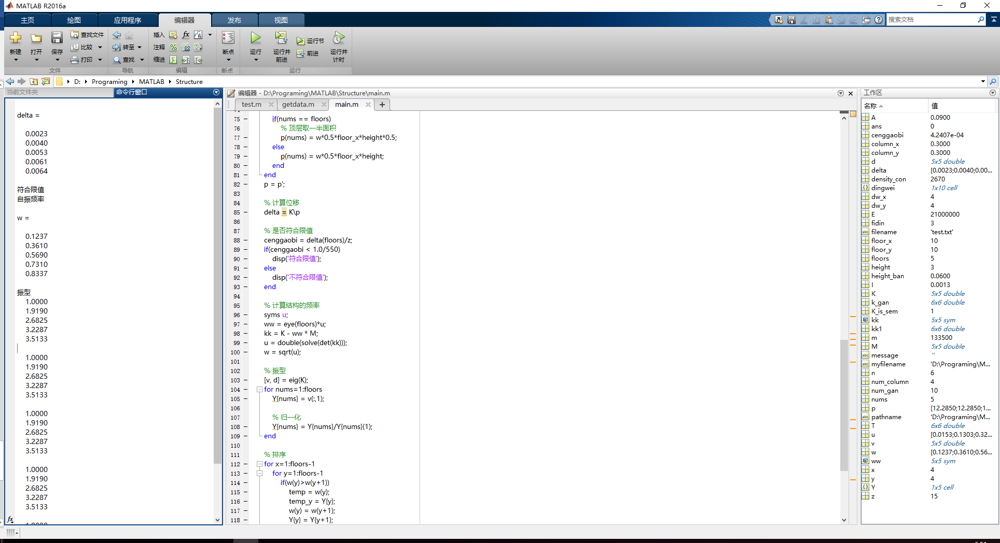 MATLAB R2016a
主页 绘图 应用程序 编辑器 发布 视图
搜索文档
新建 打开 保存 查找文件 比较 打印 转至 查找 插入 fx 注释 缩进 断点 运行 运行并前进 运行节 前进 运行并计时
文件 导航 编辑 断点 运行
D: Programing MATLAB Structure
当前文件夹 命令行窗口
delta =
0.0023
0.0040
0.0053
0.0061
0.0064
符合限值
自振频率
w =
0.1237
0.3610
0.5690
0.7310
0.8337
振型
1.0000
1.9190
2.6825
3.2287
3.5133
1.0000
1.9190
2.6825
3.2287
3.5133
1.0000
1.9190
2.6825
3.2287
3.5133
1.0000
1.9190
2.6825
3.2287
3.5133
fx
编辑器 - D:\Programing\MATLAB\Structure\main.m
test.m getdata.m main.m +
75 if(nums == floors)
76 % 顶层取一半面积
77 p(nums) = w*0.5*floor_x*height*0.5;
78 else
79 p(nums) = w*0.5*floor_x*height;
80 end
81 end
82 p = p';
83
84 % 计算位移
85 delta = K\p
86
87 % 是否符合限值
88 cenggaobi = delta(floors)/z;
89 if(cenggaobi < 1.0/550)
90 disp('符合限值');
91 else
92 disp('不符合限值');
93 end
94
95 % 计算结构的频率
96 syms u;
97 ww = eye(floors)*u;
98 kk = K - ww * M;
99 u = double(solve(det(kk)));
100 w = sqrt(u);
101
102 % 振型
103 [v, d] = eig(K);
104 for nums=1:floors
105 Y{nums} = v(:,1);
106
107 % 归一化
108 Y{nums} = Y{nums}/Y{nums}(1);
109 end
110
111 % 排序
112 for x=1:floors-1
113 for y=1:floors-1
114 if(w(y)>w(y+1))
115 temp = w(y);
116 temp_y = Y{y};
117 w(y) = w(y+1);
118 Y{y} = Y{y+1};
工作区
名称 值
A 0.0900
ans 0
cenggaobi 4.2407e-04
column_x 0.3000
column_y 0.3000
d 5x5 double
delta [0.0023;0.0040;0.00...
density_con 2670
dingwei 1x10 cell
dw_x 4
dw_y 4
E 21000000
fidin 3
filename 'test.txt'
floor_x 10
floor_y 10
floors 5
height 3
height_ban 0.0600
I 0.0013
K 5x5 double
k_gan 6x6 double
K_is_sem 1
kk 5x5 sym
kk1 6x6 double
m 133500
M 5x5 double
message ''
myfilename 'D:\Programing\M...
n 6
num_column 4
num_gan 10
nums 5
p [12.2850;12.2850;1...
pathname 'D:\Programing\M...
T 6x6 double
u [0.0153;0.1303;0.32...
v 5x5 double
w [0.1237;0.3610;0.56...
ww 5x5 sym
x 4
y 4
Y 1x5 cell
z 15